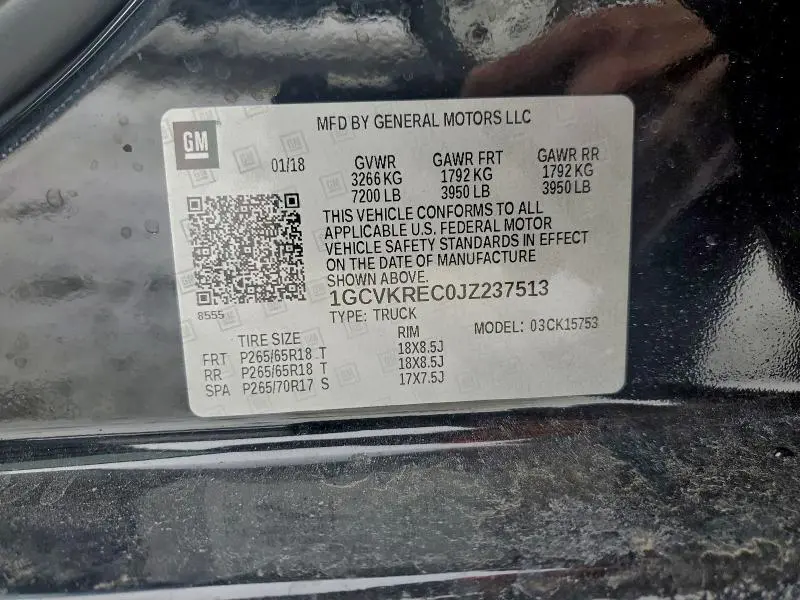 GM
MFD BY GENERAL MOTORS LLC
01/18 GVWR GAWR FRT GAWR RR
3266 KG 1792 KG 1792 KG
7200 LB 3950 LB 3950 LB
THIS VEHICLE CONFORMS TO ALL
APPLICABLE U.S. FEDERAL MOTOR
VEHICLE SAFETY STANDARDS IN EFFECT
ON THE DATE OF MANUFACTURE
SHOWN ABOVE.
8555
1GCVKREC0JZ237513
TYPE: TRUCK MODEL: 03CK15753
TIRE SIZE RIM
FRT P265/65R18 T 18X8.5J
RR P265/65R18 T 18X8.5J
SPA P265/70R17 S 17X7.5J